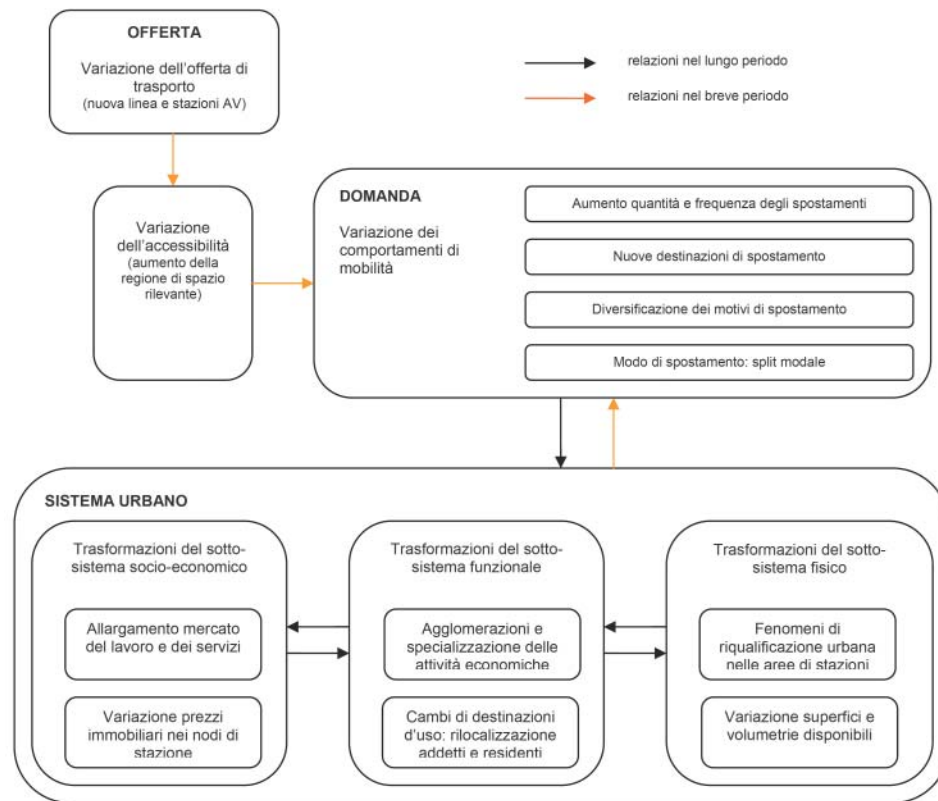 OFFERTA
Variazione dell'offerta di
trasporto
(nuova linea e stazioni AV)
relazioni nel lungo periodo
relazioni nel breve periodo
Variazione
dell'accessibilità
(aumento della
regione di spazio
rilevante)
DOMANDA
Variazione dei
comportamenti di
mobilità
Aumento quantità e frequenza degli spostamenti
Nuove destinazioni di spostamento
Diversificazione dei motivi di spostamento
Modo di spostamento: split modale
SISTEMA URBANO
Trasformazioni del sotto-
sistema socio-economico
Allargamento mercato
del lavoro e dei servizi
Variazione prezzi
immobiliari nei nodi di
stazione
Trasformazioni del sotto-
sistema funzionale
Agglomerazioni e
specializzazione delle
attività economiche
Cambi di destinazioni
d'uso: rilocalizzazione
addetti e residenti
Trasformazioni del sotto-
sistema fisico
Fenomeni di
riqualificazione urbana
nelle aree di stazioni
Variazione superfici e
volumetrie disponibili